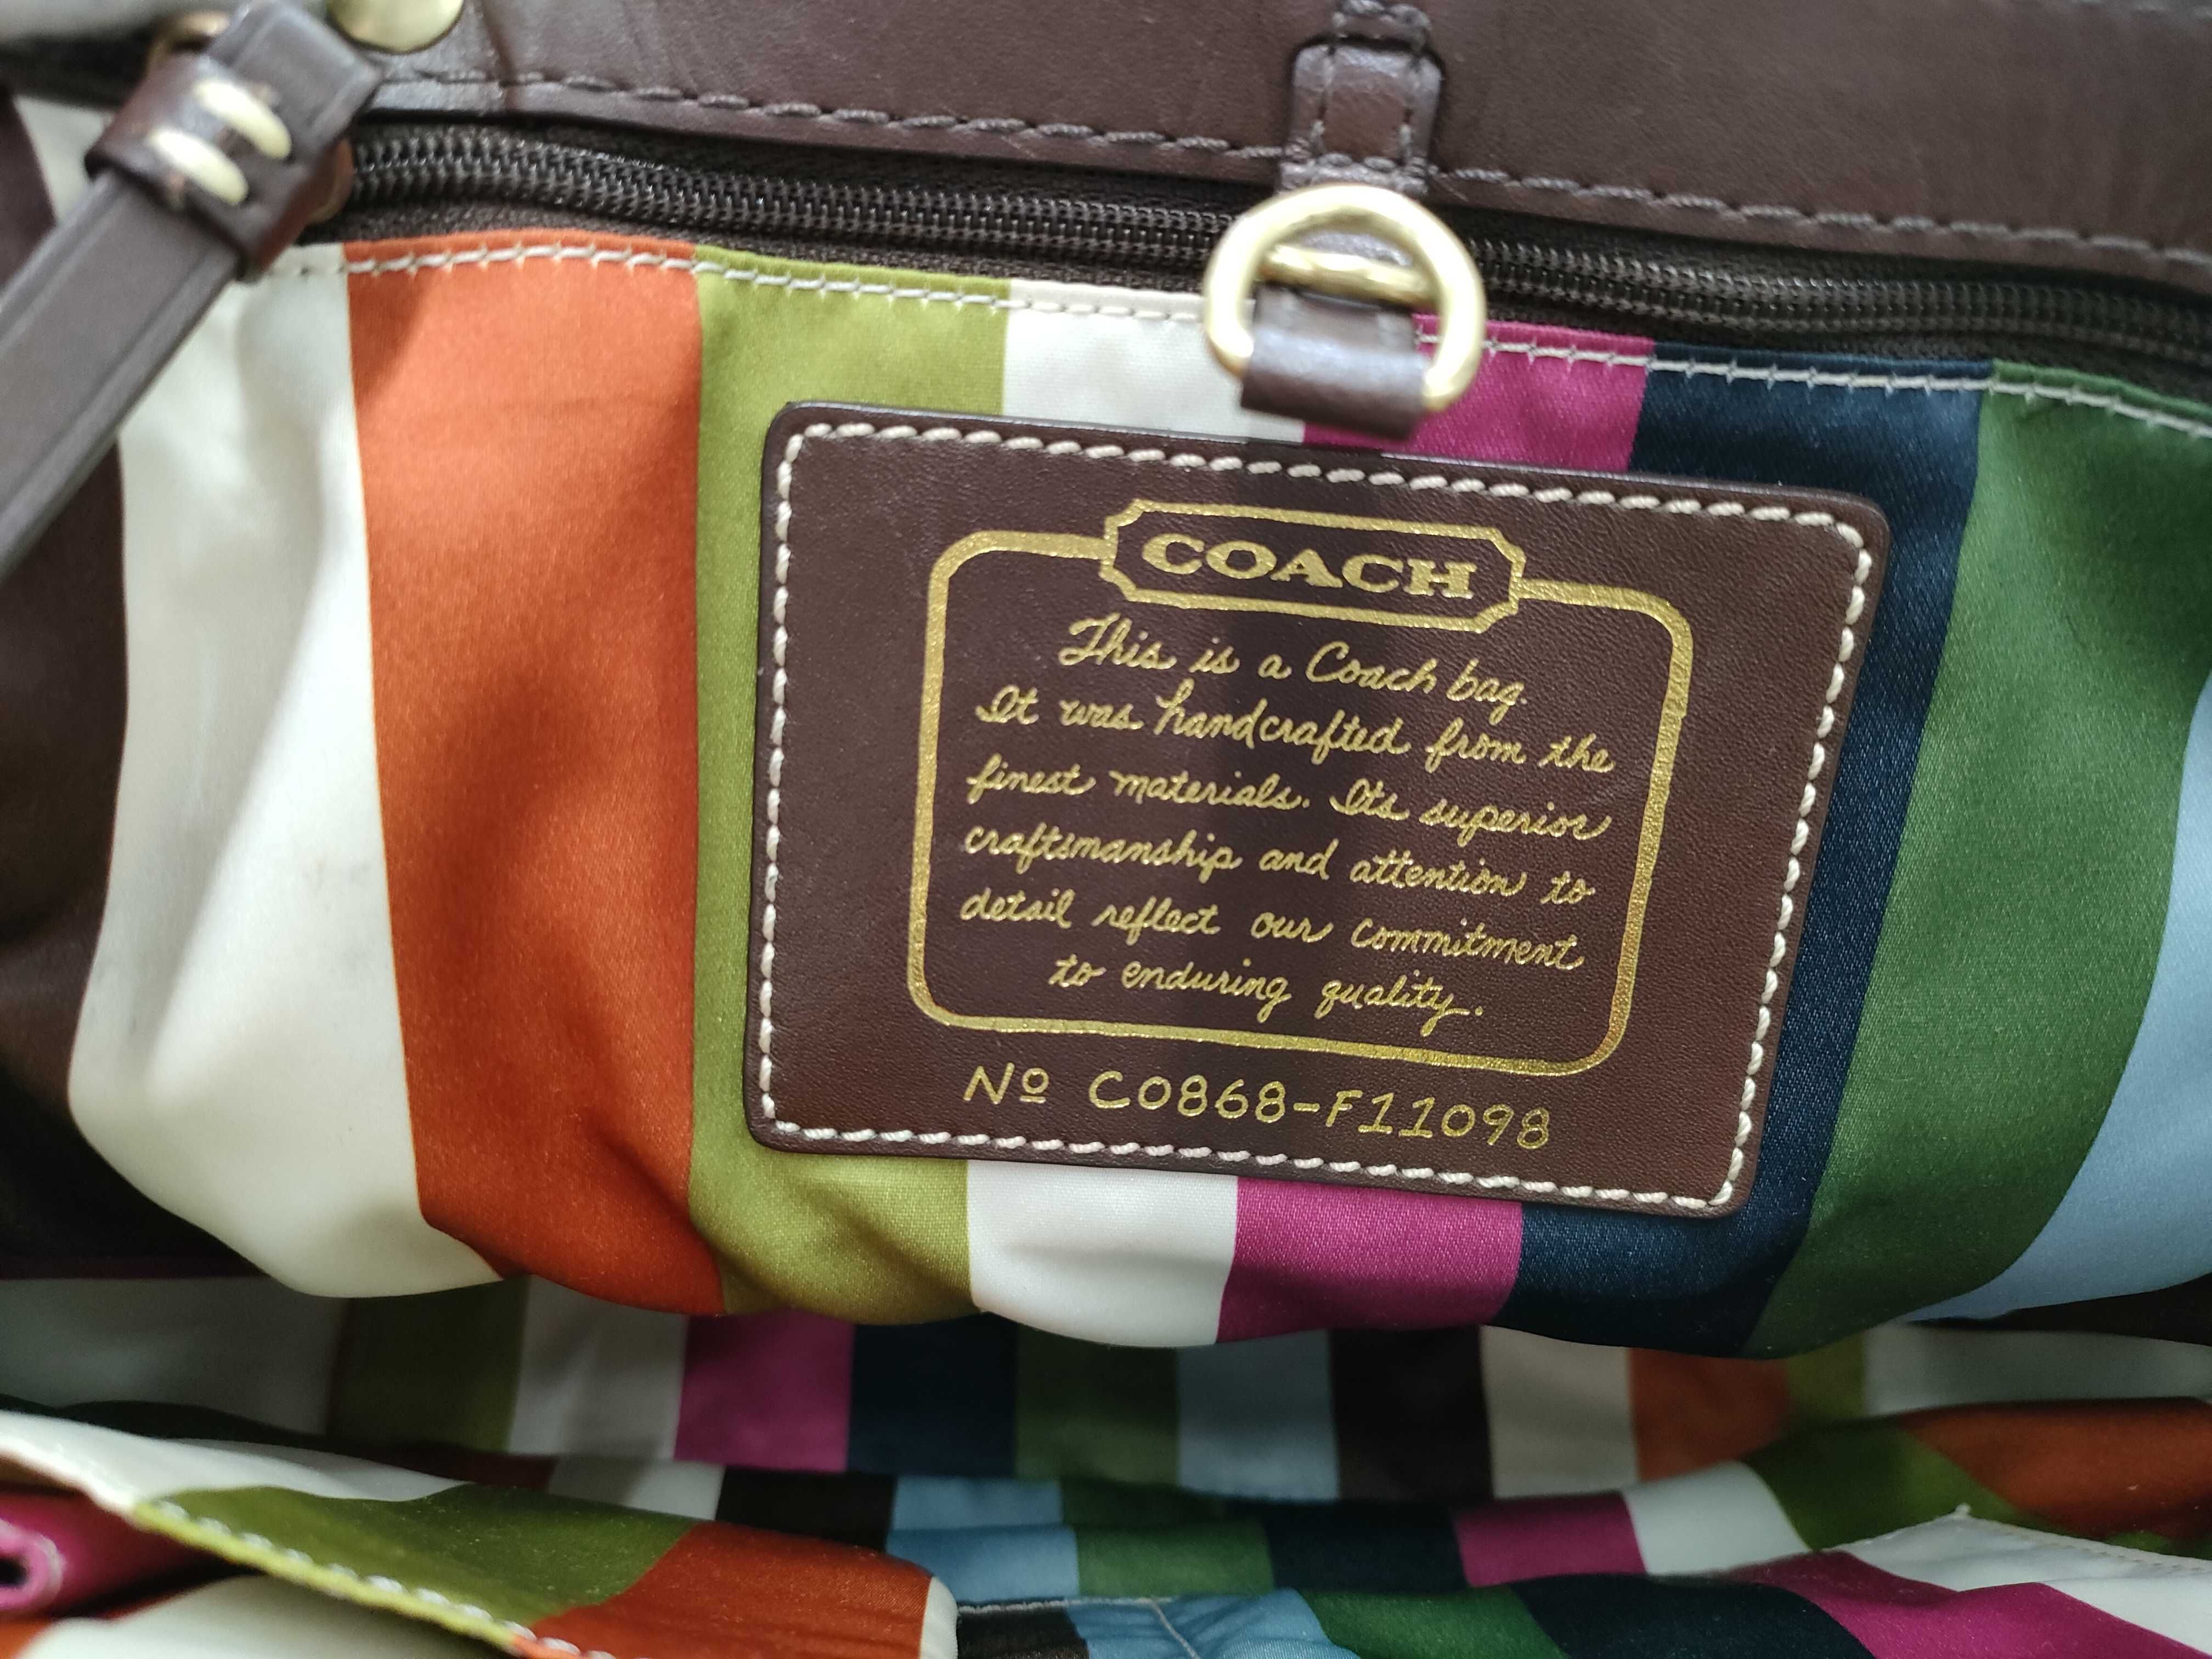 COACH
This is a Coach bag.
It was handcrafted from the
finest materials. Its superior
craftsmanship and attention to
detail reflect our commitment
to enduring quality.
Nº C0868-F11098